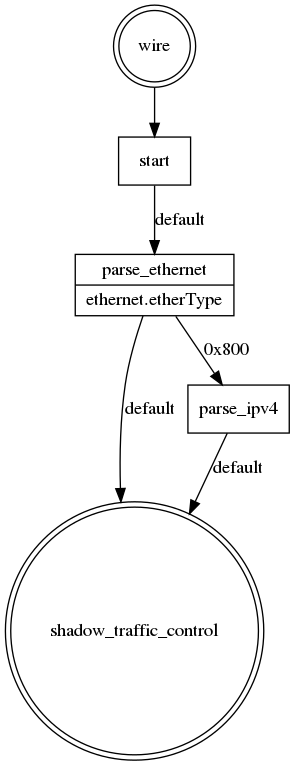 wire
start
default
parse_ethernet
ethernet.etherType
0x800
default
parse_ipv4
default
shadow_traffic_control